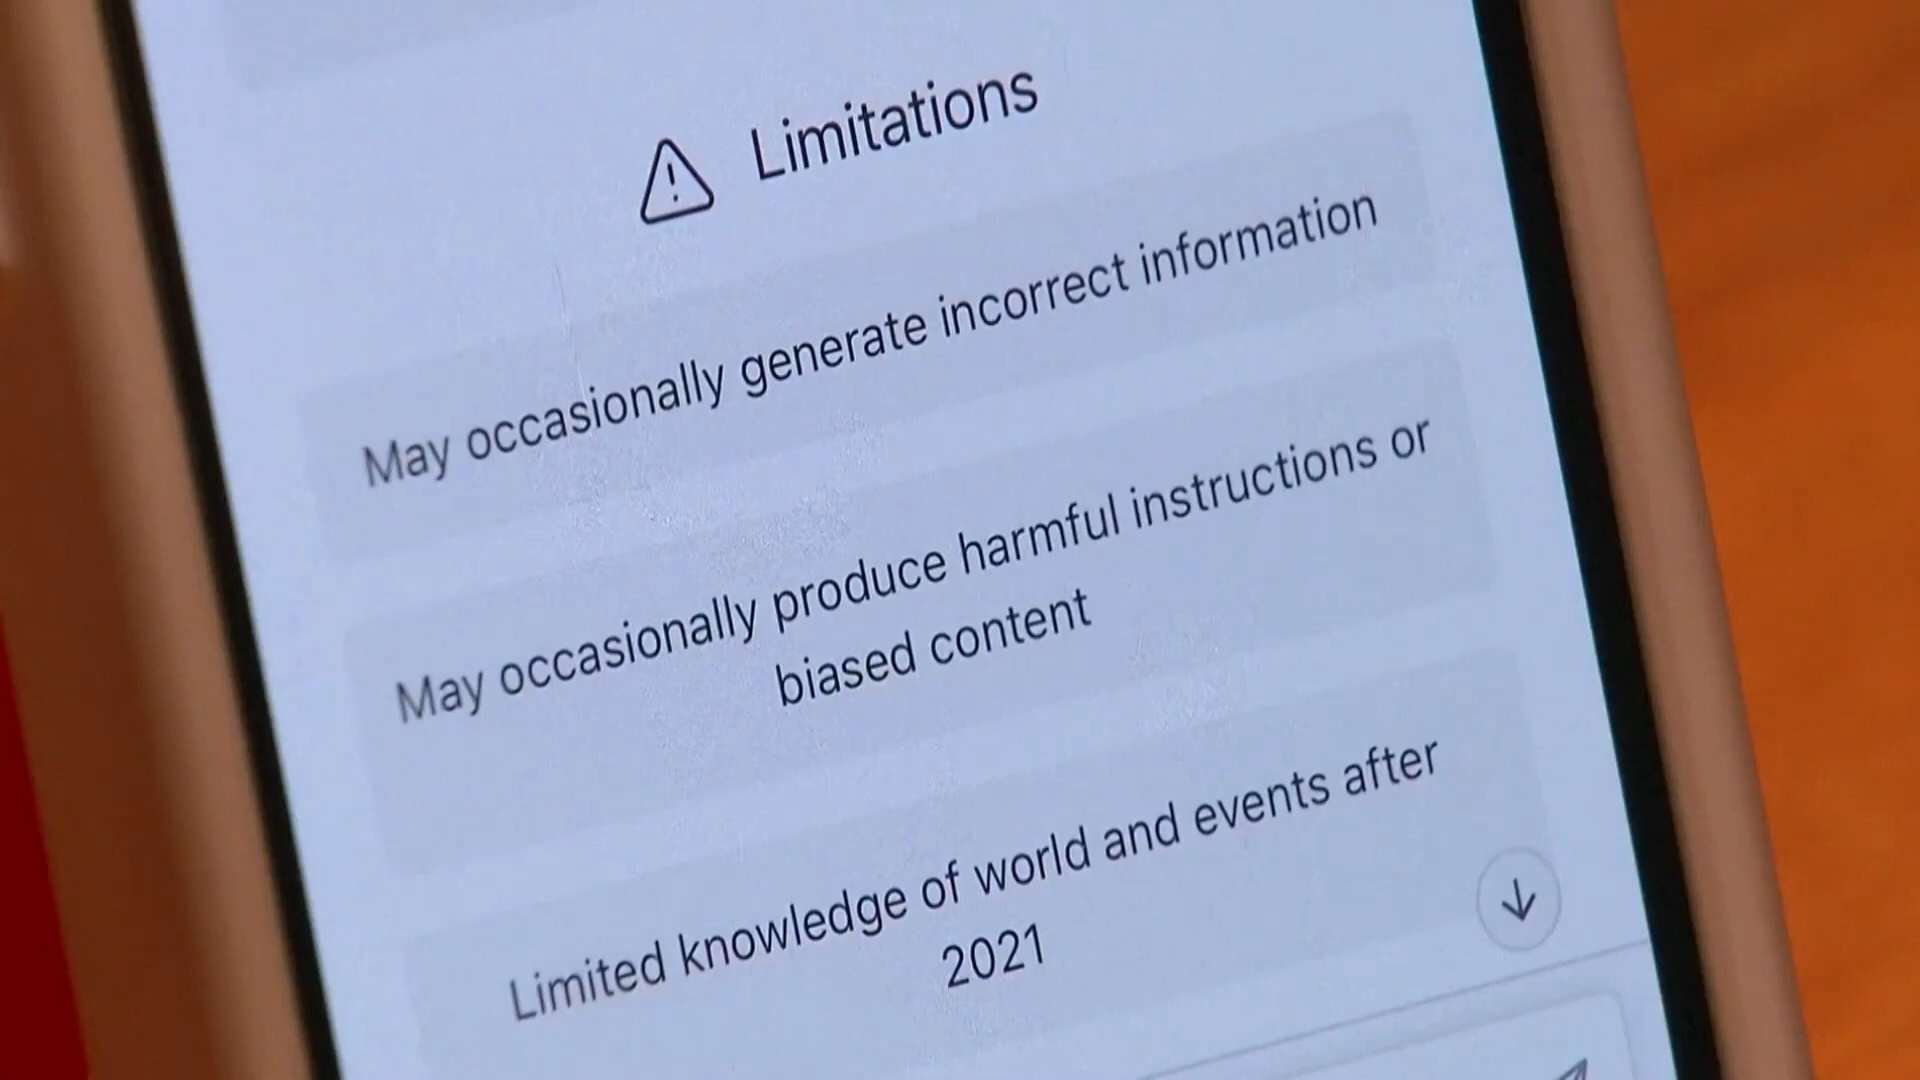 Limitations
May occasionally generate incorrect information
May occasionally produce harmful instructions or
biased content
Limited knowledge of world and events after
2021